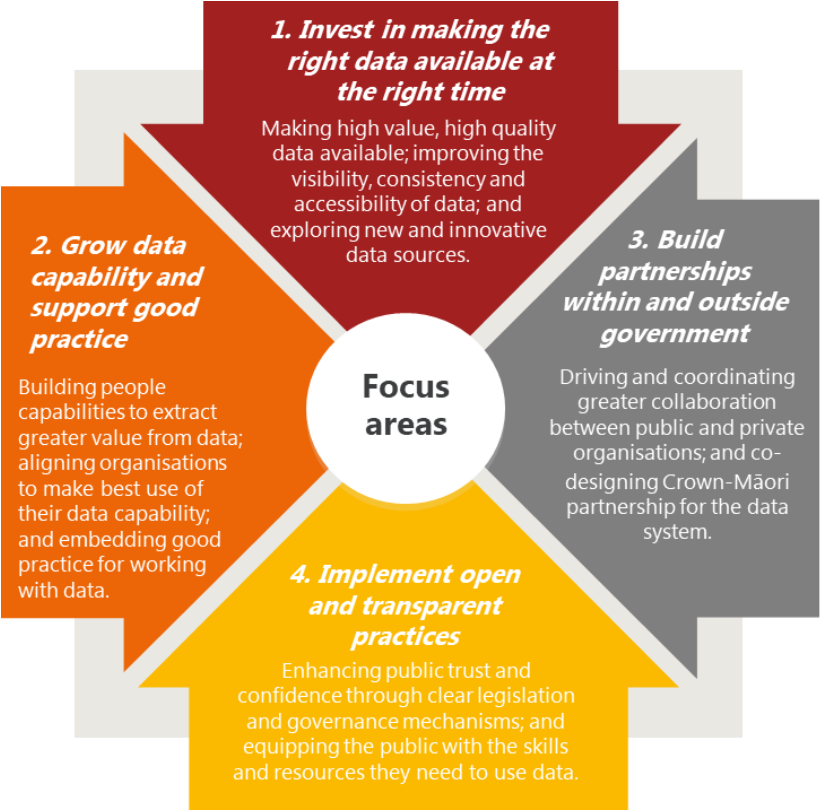 1. Invest in making the
right data available at
the right time
Making high value, high quality
data available; improving the
visibility, consistency and
accessibility of data; and
exploring new and innovative
data sources.
2. Grow data
capability and
support good
practice
Building people
capabilities to extract
greater value from data;
aligning organisations
to make best use of
their data capability;
and embedding good
practice for working
with data.
3. Build
partnerships
within and outside
government
Driving and coordinating
greater collaboration
between public and private
organisations; and co-
designing Crown-Māori
partnership for the data
system.
Focus
areas
4. Implement open
and transparent
practices
Enhancing public trust and
confidence through clear legislation
and governance mechanisms; and
equipping the public with the skills
and resources they need to use data.